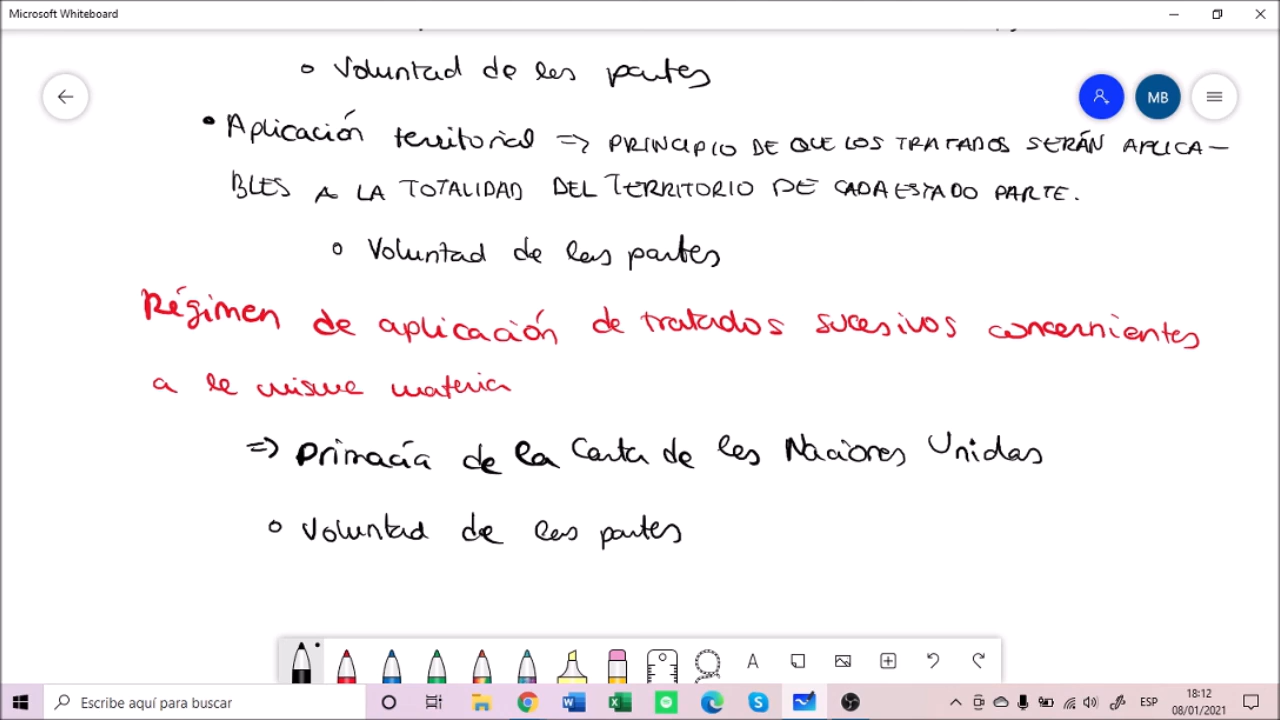 Microsoft Whiteboard
o Voluntad de las partes
MB
• Aplicación territorial => PRINCIPIO DE QUE LOS TRATADOS SERÁN APLICA-
BLES A LA TOTALIDAD DEL TERRITORIO DE CADA ESTADO PARTE.
o Voluntad de las partes
Régimen de aplicación de tratados sucesivos concernientes
a la misma materia
=> Primacía de la Carta de las Naciones Unidas
o Voluntad de las partes
Escribe aquí para buscar
ESP
18:12
08/01/2021